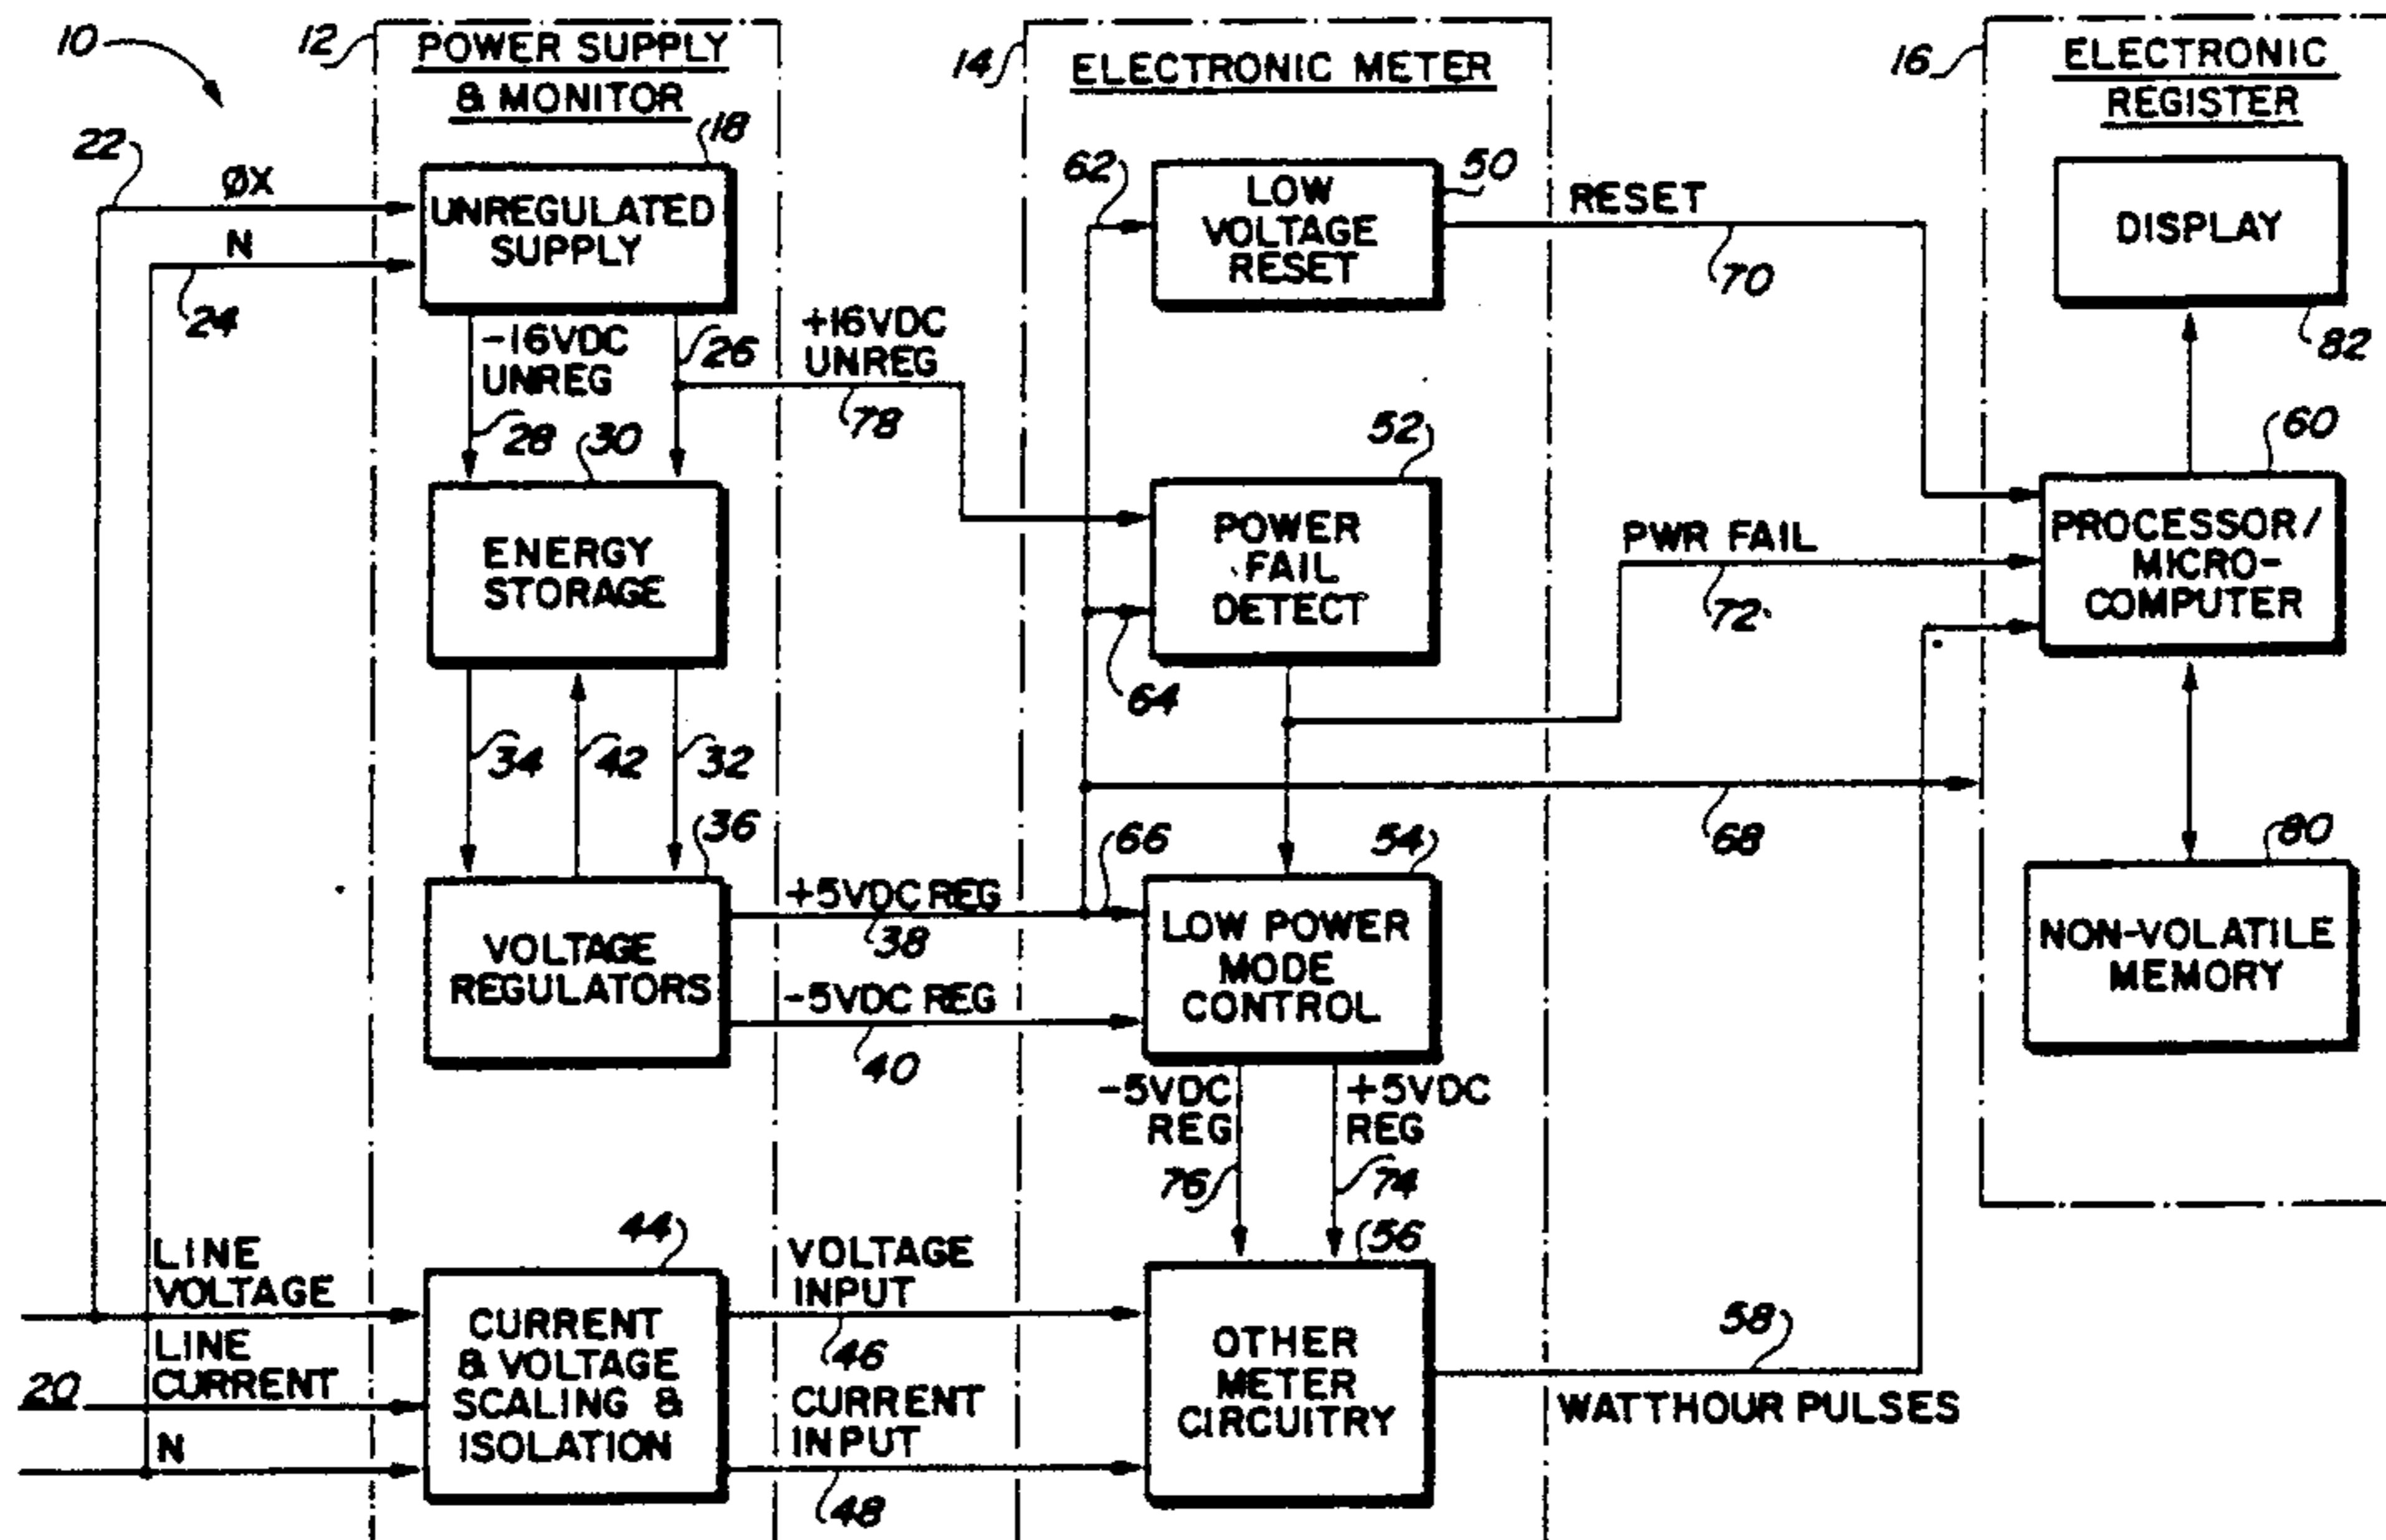 10
12
POWER SUPPLY
& MONITOR
18
22
ØX
N
24
UNREGULATED
SUPPLY
-16VDC
UNREG
26
28
+16VDC
UNREG
78
30
ENERGY
STORAGE
34
42
32
36
VOLTAGE
REGULATORS
+5VDC REG
38
-5VDC REG
40
LINE
VOLTAGE
LINE
CURRENT
20
N
44
CURRENT
& VOLTAGE
SCALING &
ISOLATION
VOLTAGE
INPUT
46
CURRENT
INPUT
48
14
ELECTRONIC METER
62
50
LOW
VOLTAGE
RESET
RESET
70
52
POWER
FAIL
DETECT
64
PWR FAIL
72
68
66
54
LOW POWER
MODE
CONTROL
-5VDC
REG
76
+5VDC
REG
74
56
OTHER
METER
CIRCUITRY
58
WATTHOUR PULSES
16
ELECTRONIC
REGISTER
DISPLAY
82
60
PROCESSOR/
MICRO-
COMPUTER
80
NON-VOLATILE
MEMORY